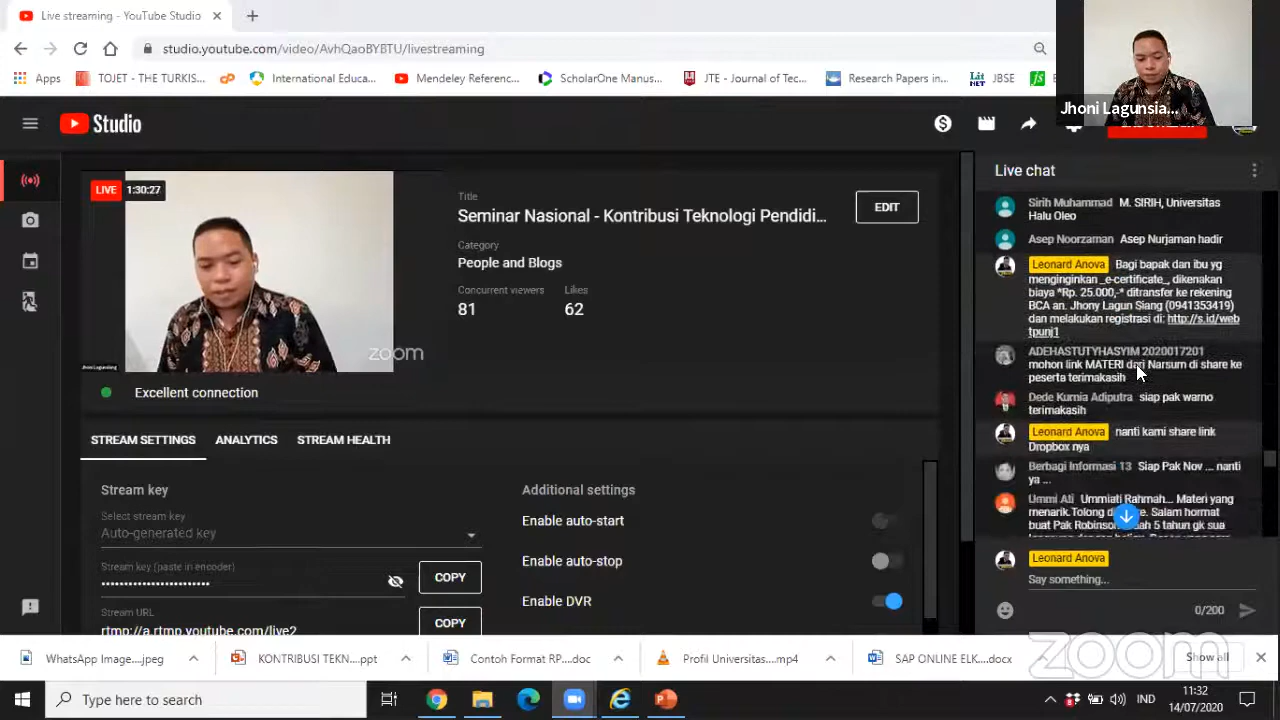 Live streaming - YouTube Studio
studio.youtube.com/video/AvhQaoBYBTU/livestreaming
Apps
TOJET - THE TURKIS...
International Educa...
Mendeley Referenc...
ScholarOne Manus...
JTE - Journal of Tec...
Research Papers in...
JBSE
Jhoni Lagunsia...
Studio
LIVE 1:30:27
zoom
Title
Seminar Nasional - Kontribusi Teknologi Pendidi...
EDIT
Category
People and Blogs
Concurrent viewers
81
Likes
62
Excellent connection
STREAM SETTINGS
ANALYTICS
STREAM HEALTH
Stream key
Select stream key
Auto-generated key
Stream key (paste in encoder)
COPY
Stream URL
rtmp://a.rtmp.youtube.com/live2
COPY
Additional settings
Enable auto-start
Enable auto-stop
Enable DVR
Live chat
Sirih Muhammad M. SIRIH, Universitas
Halu Oleo
Asep Noorzaman Asep Nurjaman hadir
Leonard Anova Bagi bapak dan ibu yg
menginginkan _e-certificate_, dikenakan
biaya *Rp. 25.000,-* ditransfer ke rekening
BCA an. Jhony Lagun Siang (0941353419)
dan melakukan registrasi di: http://s.id/web
tpunj1
ADEHASTUTYHASYIM 2020017201
mohon link MATERI dari Narsum di share ke
peserta terimakasih
Dede Kurnia Adiputra siap pak warno
terimakasih
Leonard Anova nanti kami share link
Dropbox nya
Berbagi Informasi 13 Siap Pak Nov ... nanti
ya ...
Ummi Ati Ummiati Rahmah... Materi yang
menarik.Tolong Salam hormat
buat Pak Robinson 5 tahun gk sua
Leonard Anova
Say something...
0/200
WhatsApp Image....jpeg
KONTRIBUSI TEKN....ppt
Contoh Format RP....doc
Profil Universitas....mp4
SAP ONLINE ELK....docx
Show all
zoom
Type here to search
IND
11:32
14/07/2020